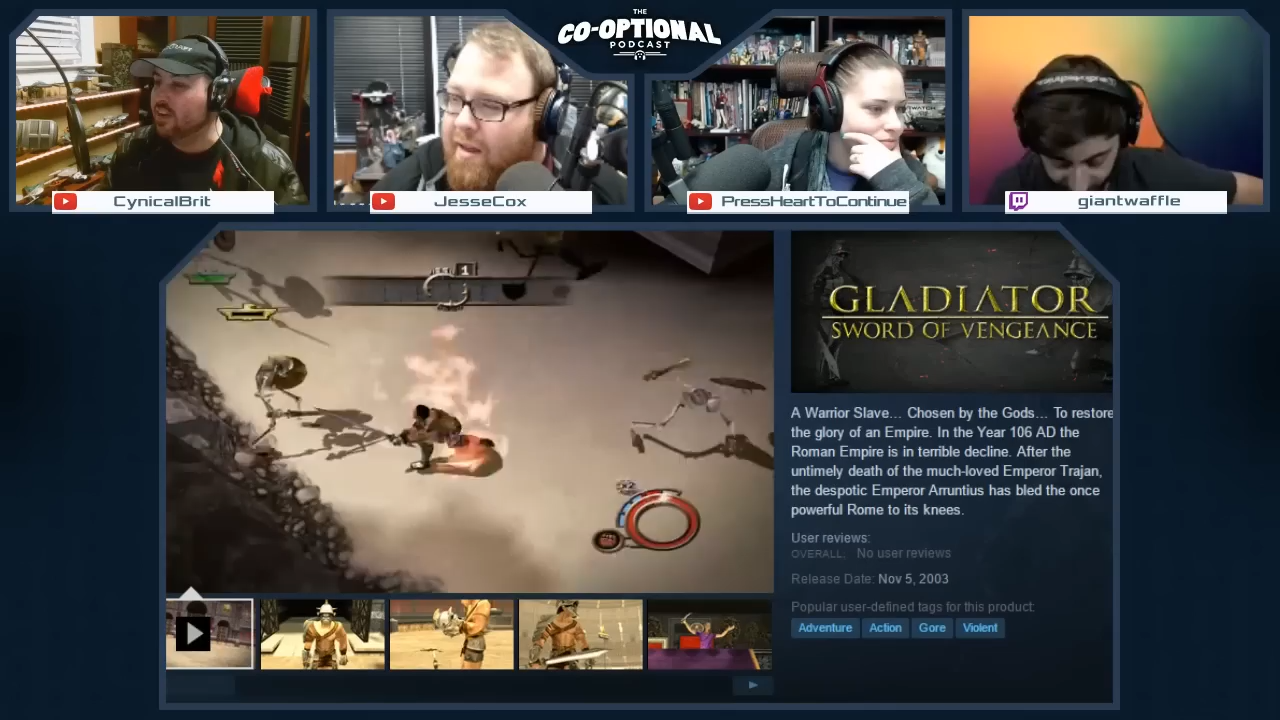 THE
CO-OPTIONAL
PODCAST
CynicalBrit
JesseCox
PressHeartToContinue
giantwaffle
1
GLADIATOR
SWORD OF VENGEANCE
A Warrior Slave... Chosen by the Gods... To restore
the glory of an Empire. In the Year 106 AD the
Roman Empire is in terrible decline. After the
untimely death of the much-loved Emperor Trajan,
the despotic Emperor Arruntius has bled the once
powerful Rome to its knees.
User reviews:
OVERALL: No user reviews
Release Date: Nov 5, 2003
Popular user-defined tags for this product:
Adventure Action Gore Violent